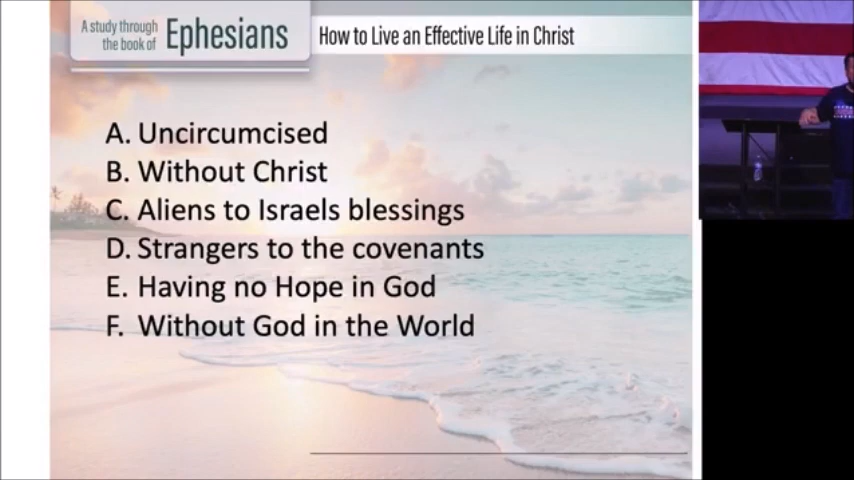 A study through
the book of
Ephesians
How to Live an Effective Life in Christ
A. Uncircumcised
B. Without Christ
C. Aliens to Israels blessings
D. Strangers to the covenants
E. Having no Hope in God
F. Without God in the World